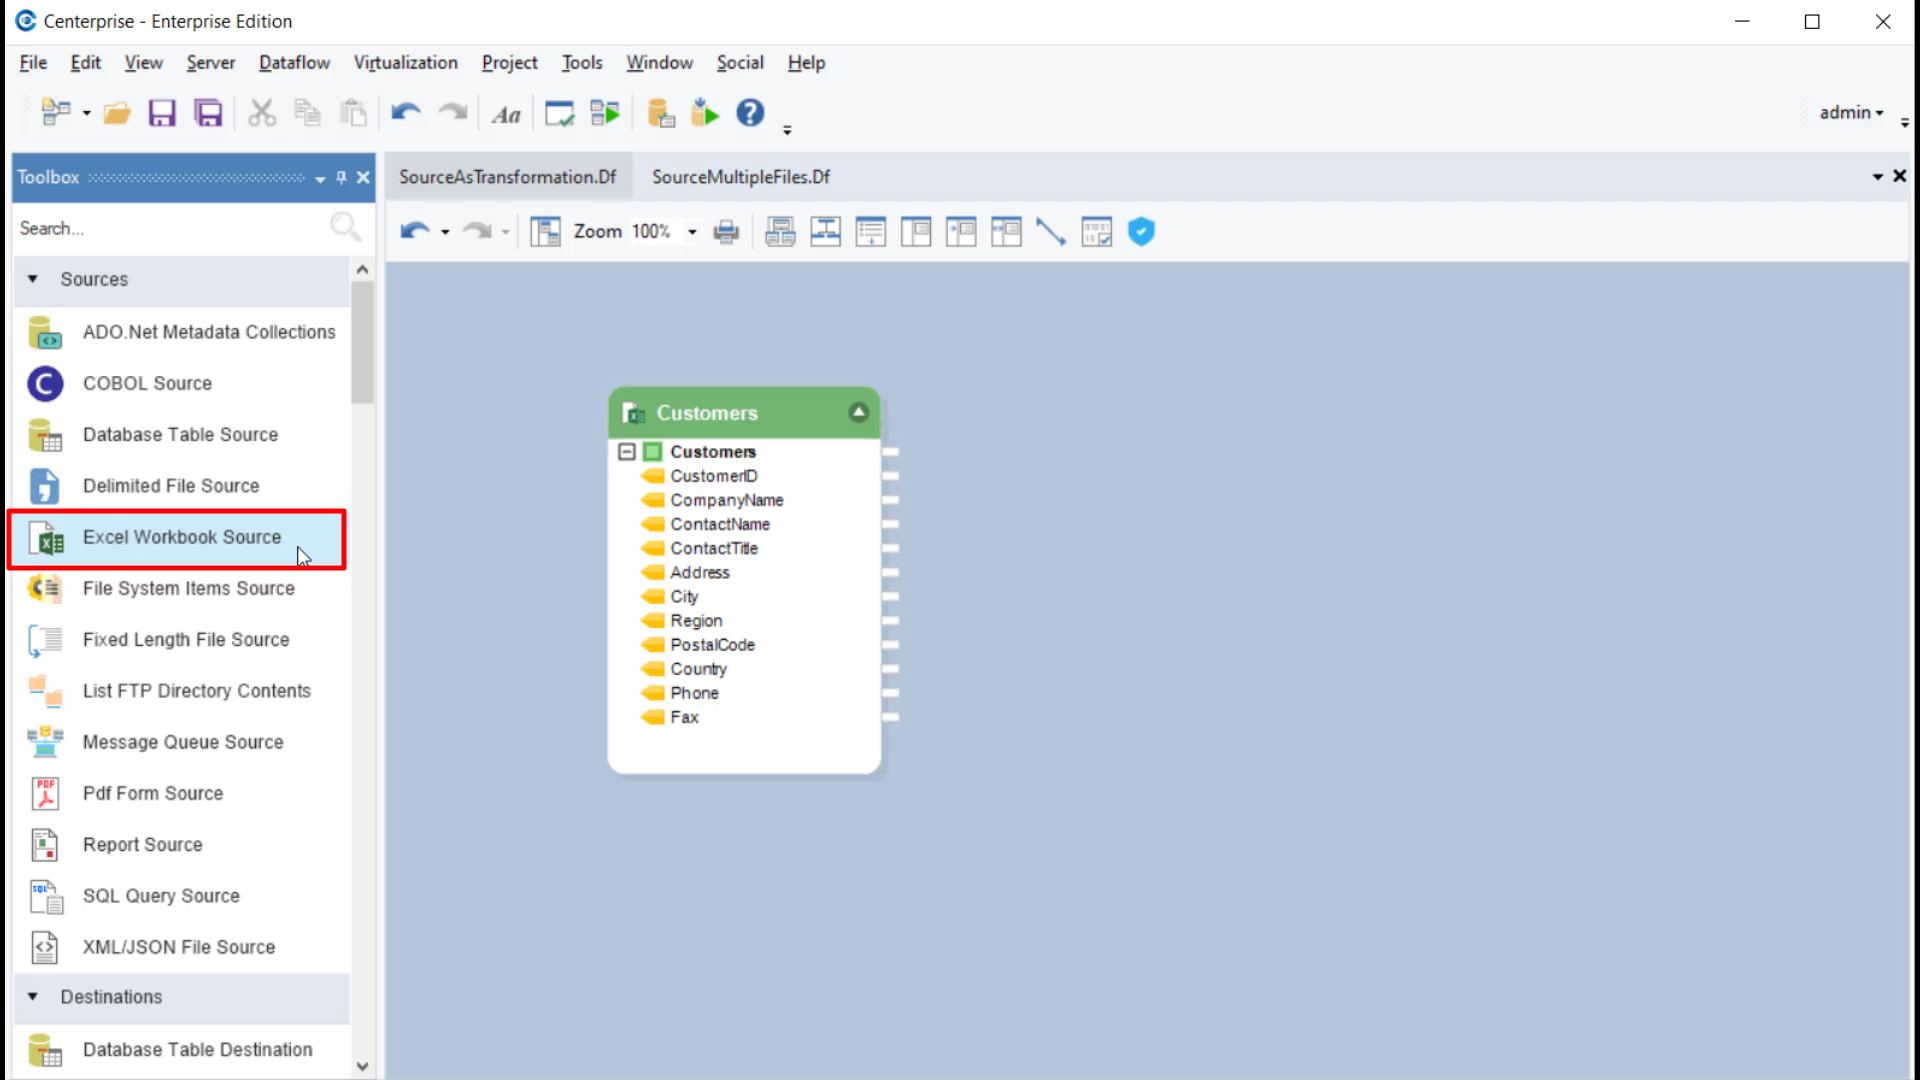 Centerprise - Enterprise Edition
File Edit View Server Dataflow Virtualization Project Tools Window Social Help
Aa
admin
Toolbox
SourceAsTransformation.Df SourceMultipleFiles.Df
Search...
Zoom 100%
Sources
ADO.Net Metadata Collections
COBOL Source
Database Table Source
Delimited File Source
Excel Workbook Source
File System Items Source
Fixed Length File Source
List FTP Directory Contents
Message Queue Source
PDF
Pdf Form Source
Report Source
SQL
SQL Query Source
XML/JSON File Source
Destinations
Database Table Destination
Customers
Customers
CustomerID
CompanyName
ContactName
ContactTitle
Address
City
Region
PostalCode
Country
Phone
Fax